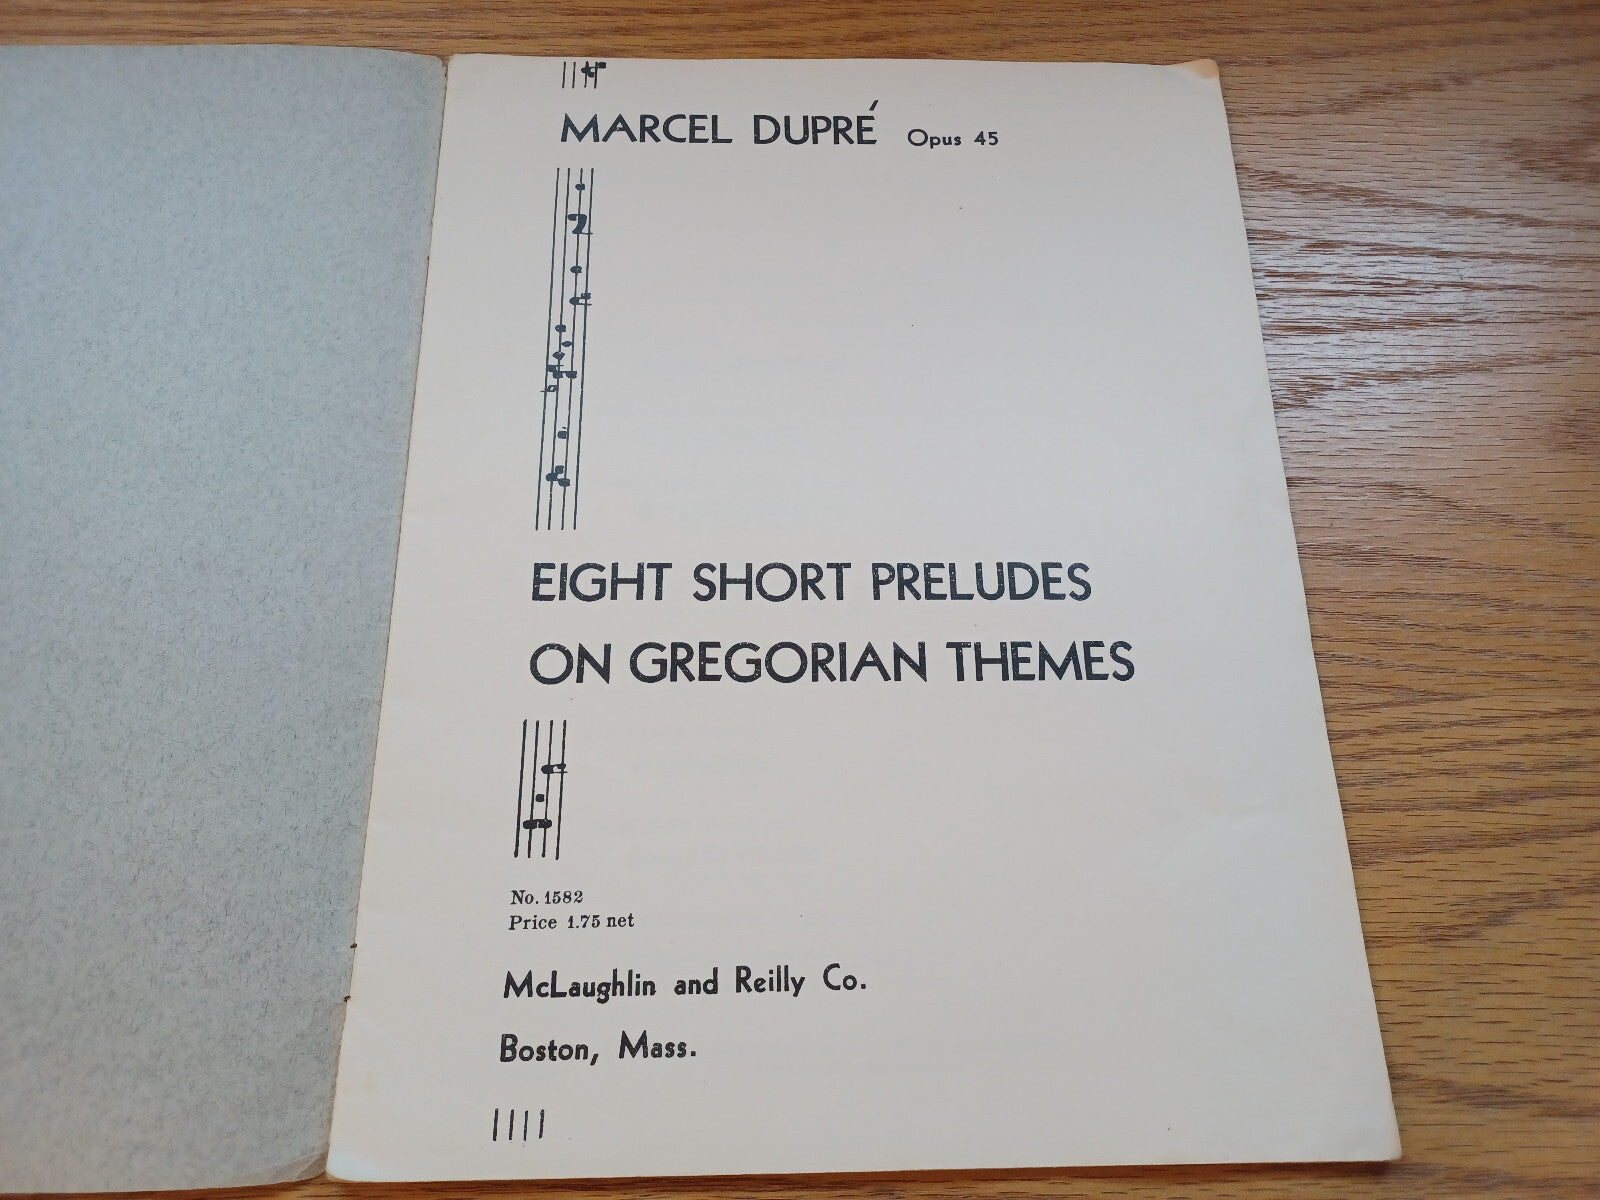 MARCEL DUPRÉ Opus 45
EIGHT SHORT PRELUDES
ON GREGORIAN THEMES
No. 1582
Price 1.75 net
McLaughlin and Reilly Co.
Boston, Mass.